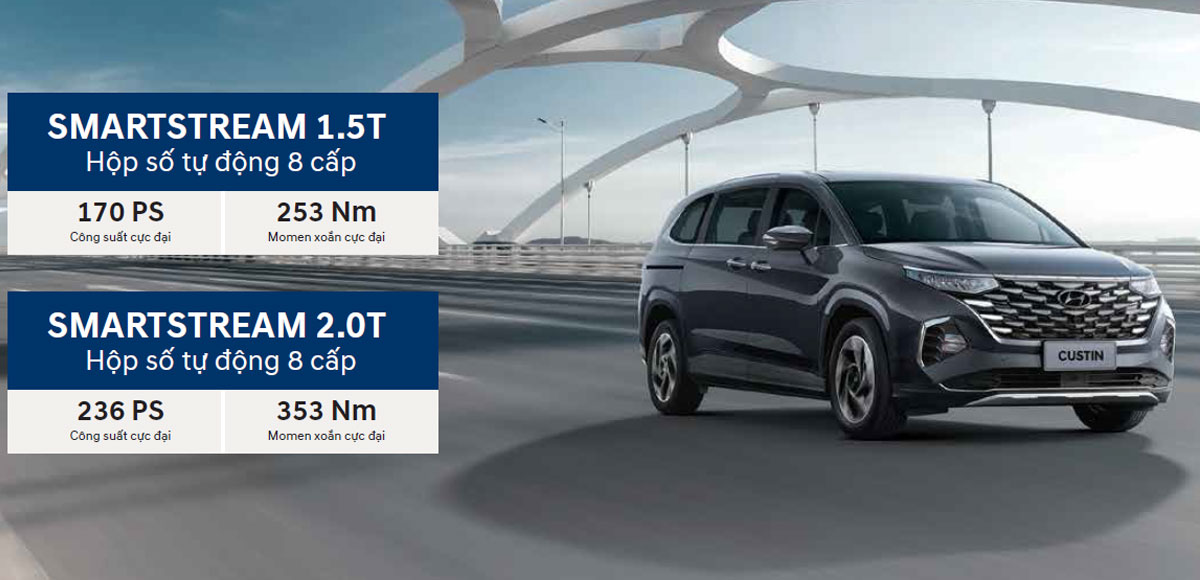 SMARTSTREAM 1.5T
Hộp số tự động 8 cấp
170 PS
Công suất cực đại
253 Nm
Momen xoắn cực đại
SMARTSTREAM 2.0T
Hộp số tự động 8 cấp
236 PS
Công suất cực đại
353 Nm
Momen xoắn cực đại
CUSTIN